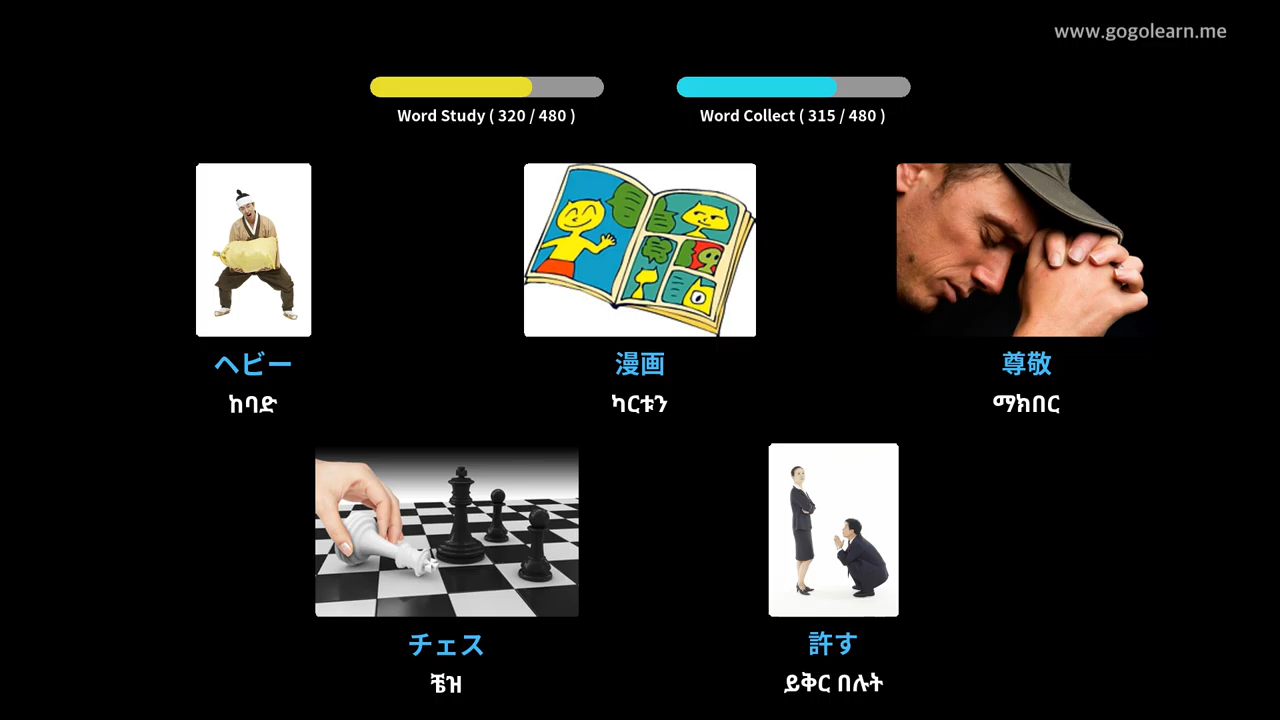 www.gogolearn.me
Word Study ( 320 / 480 )
Word Collect ( 315 / 480 )
ヘビー
ከባድ
漫画
ካርቱን
尊敬
ማክበር
チェス
ቼዝ
許す
ይቅር በሉት